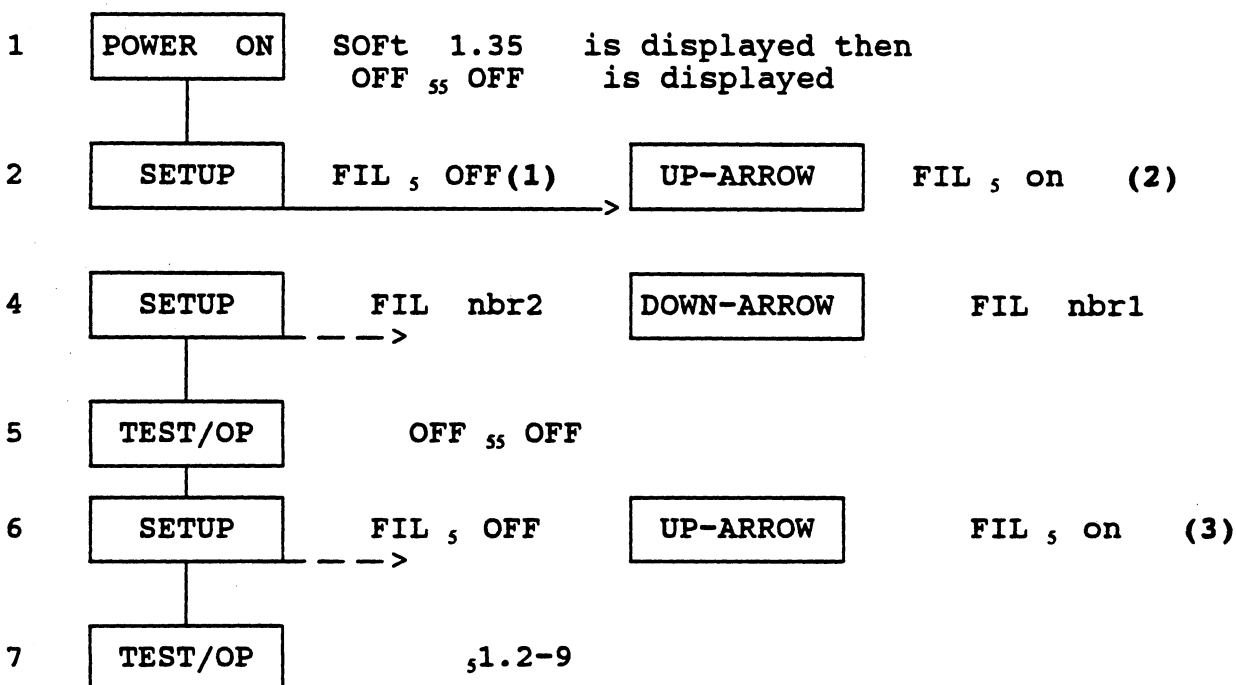 1 POWER ON SOFt 1.35 is displayed then
OFF 55 OFF is displayed
2 SETUP FIL 5 OFF(1) UP-ARROW FIL 5 on (2)
4 SETUP FIL nbr2 DOWN-ARROW FIL nbr1
5 TEST/OP OFF 55 OFF
6 SETUP FIL 5 OFF UP-ARROW FIL 5 on (3)
7 TEST/OP 51.2-9